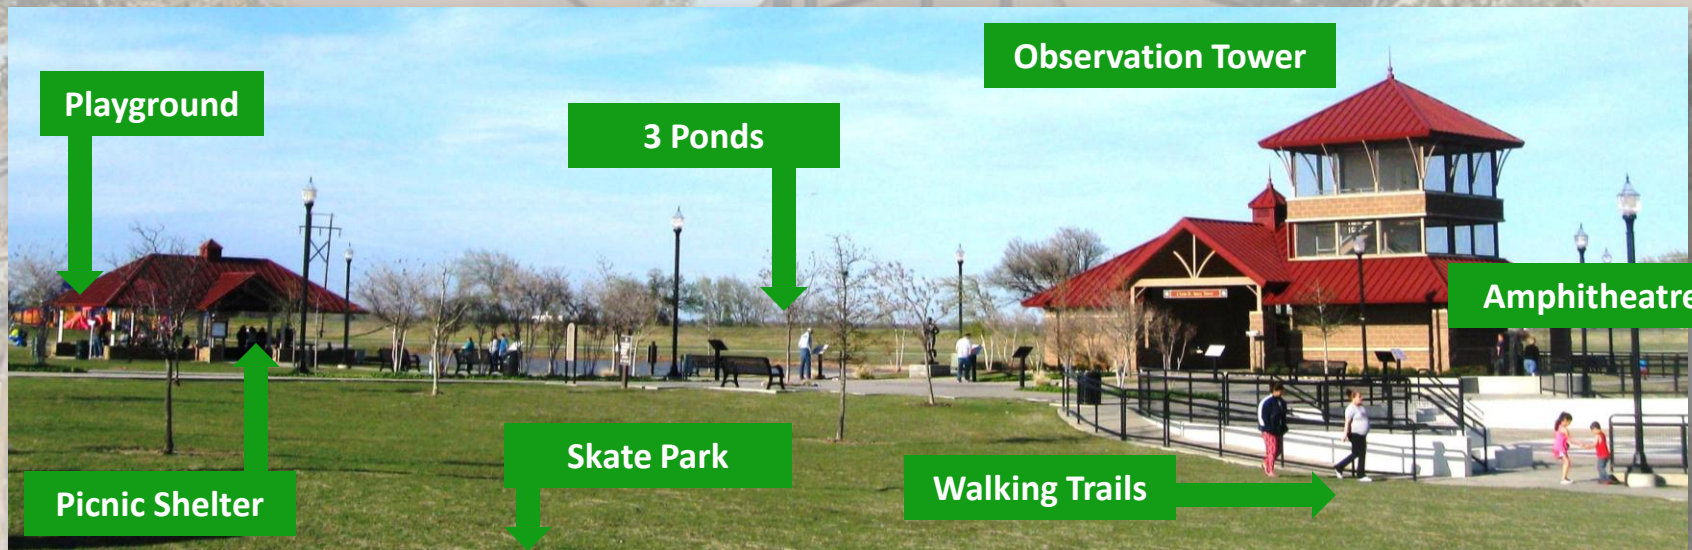 Observation Tower
Playground
3 Ponds
Amphitheatre
Skate Park
Walking Trails
Picnic Shelter